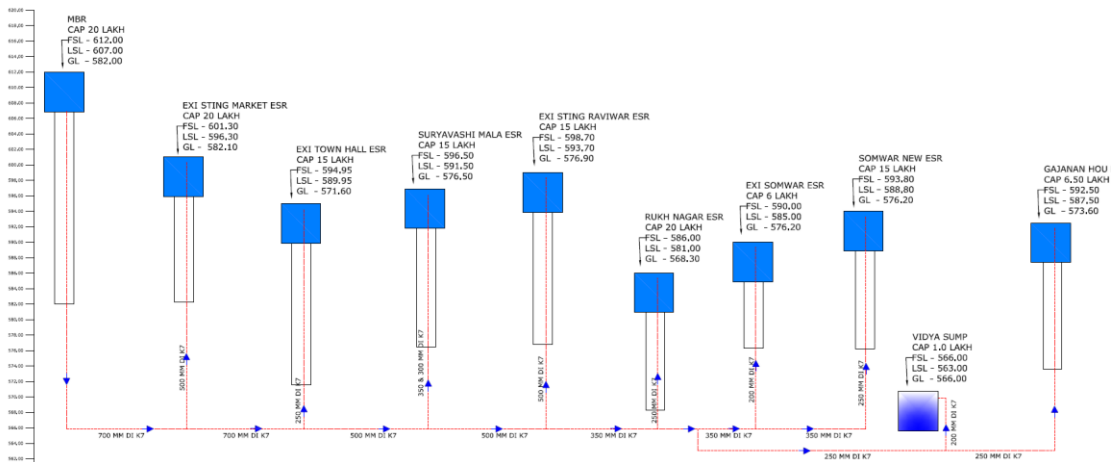 MBR
CAP 20 LAKH
FSL - 612.00
LSL - 607.00
GL - 582.00
EXI STING MARKET ESR
CAP 20 LAKH
FSL - 601.30
LSL - 596.30
GL - 582.10
EXI TOWN HALL ESR
CAP 15 LAKH
FSL - 594.95
LSL - 589.95
GL - 571.60
SURYAVASHI MALA ESR
CAP 15 LAKH
FSL - 596.50
LSL - 591.50
GL - 576.50
EXI STING RAVIWAR ESR
CAP 15 LAKH
FSL - 598.70
LSL - 593.70
GL - 576.90
RUKH NAGAR ESR
CAP 20 LAKH
FSL - 586.00
LSL - 581.00
GL - 568.30
EXI SOMWAR ESR
CAP 6 LAKH
FSL - 590.00
LSL - 585.00
GL - 576.20
SOMWAR NEW ESR
CAP 15 LAKH
FSL - 593.80
LSL - 588.80
GL - 576.20
GAJANAN HOU
CAP 6.50 LAKH
FSL - 592.50
LSL - 587.50
GL - 573.60
VIDYA SUMP
CAP 1.0 LAKH
FSL - 566.00
LSL - 563.00
GL - 566.00
500 MM DI K7
250 MM DI K7
350 & 300 MM DI K7
500 MM DI K7
250 MM DI K7
200 MM DI K7
250 MM DI K7
200 MM DI K7
700 MM DI K7
700 MM DI K7
500 MM DI K7
500 MM DI K7
350 MM DI K7
350 MM DI K7
350 MM DI K7
250 MM DI K7
250 MM DI K7